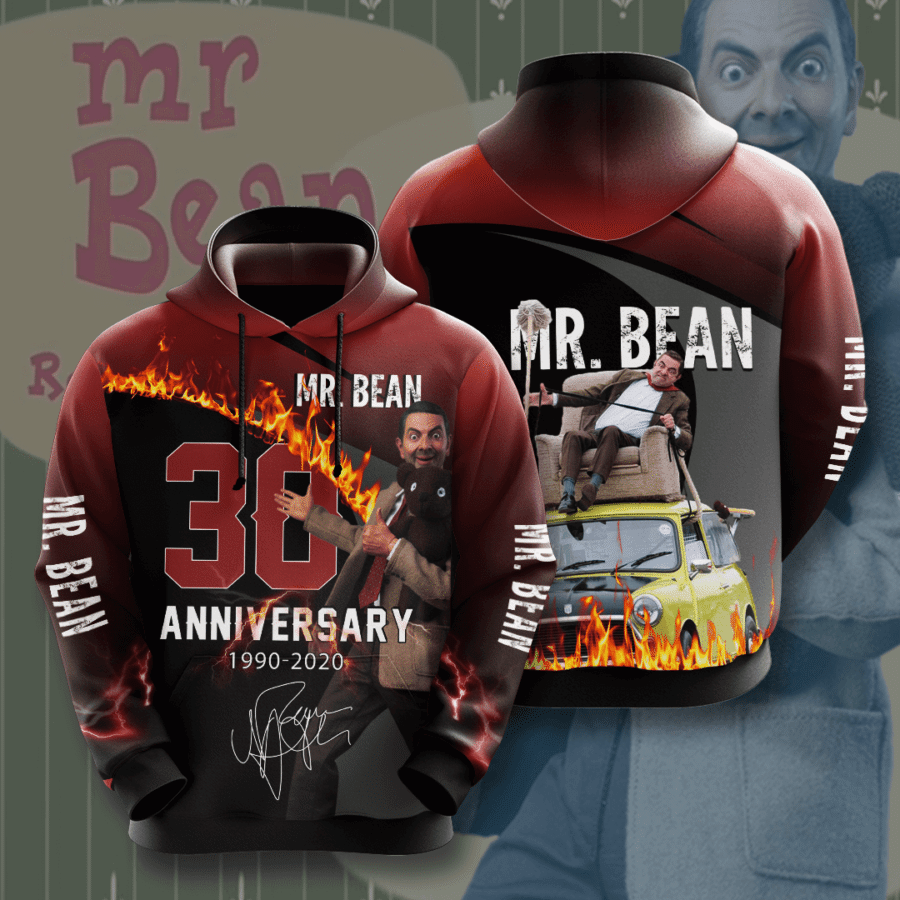 mr
Bean
R
MR. BEAN
30
ANNIVERSARY
1990-2020
MR. BEAN
MR. BEAN
MR. BEAN
MR. BEAN